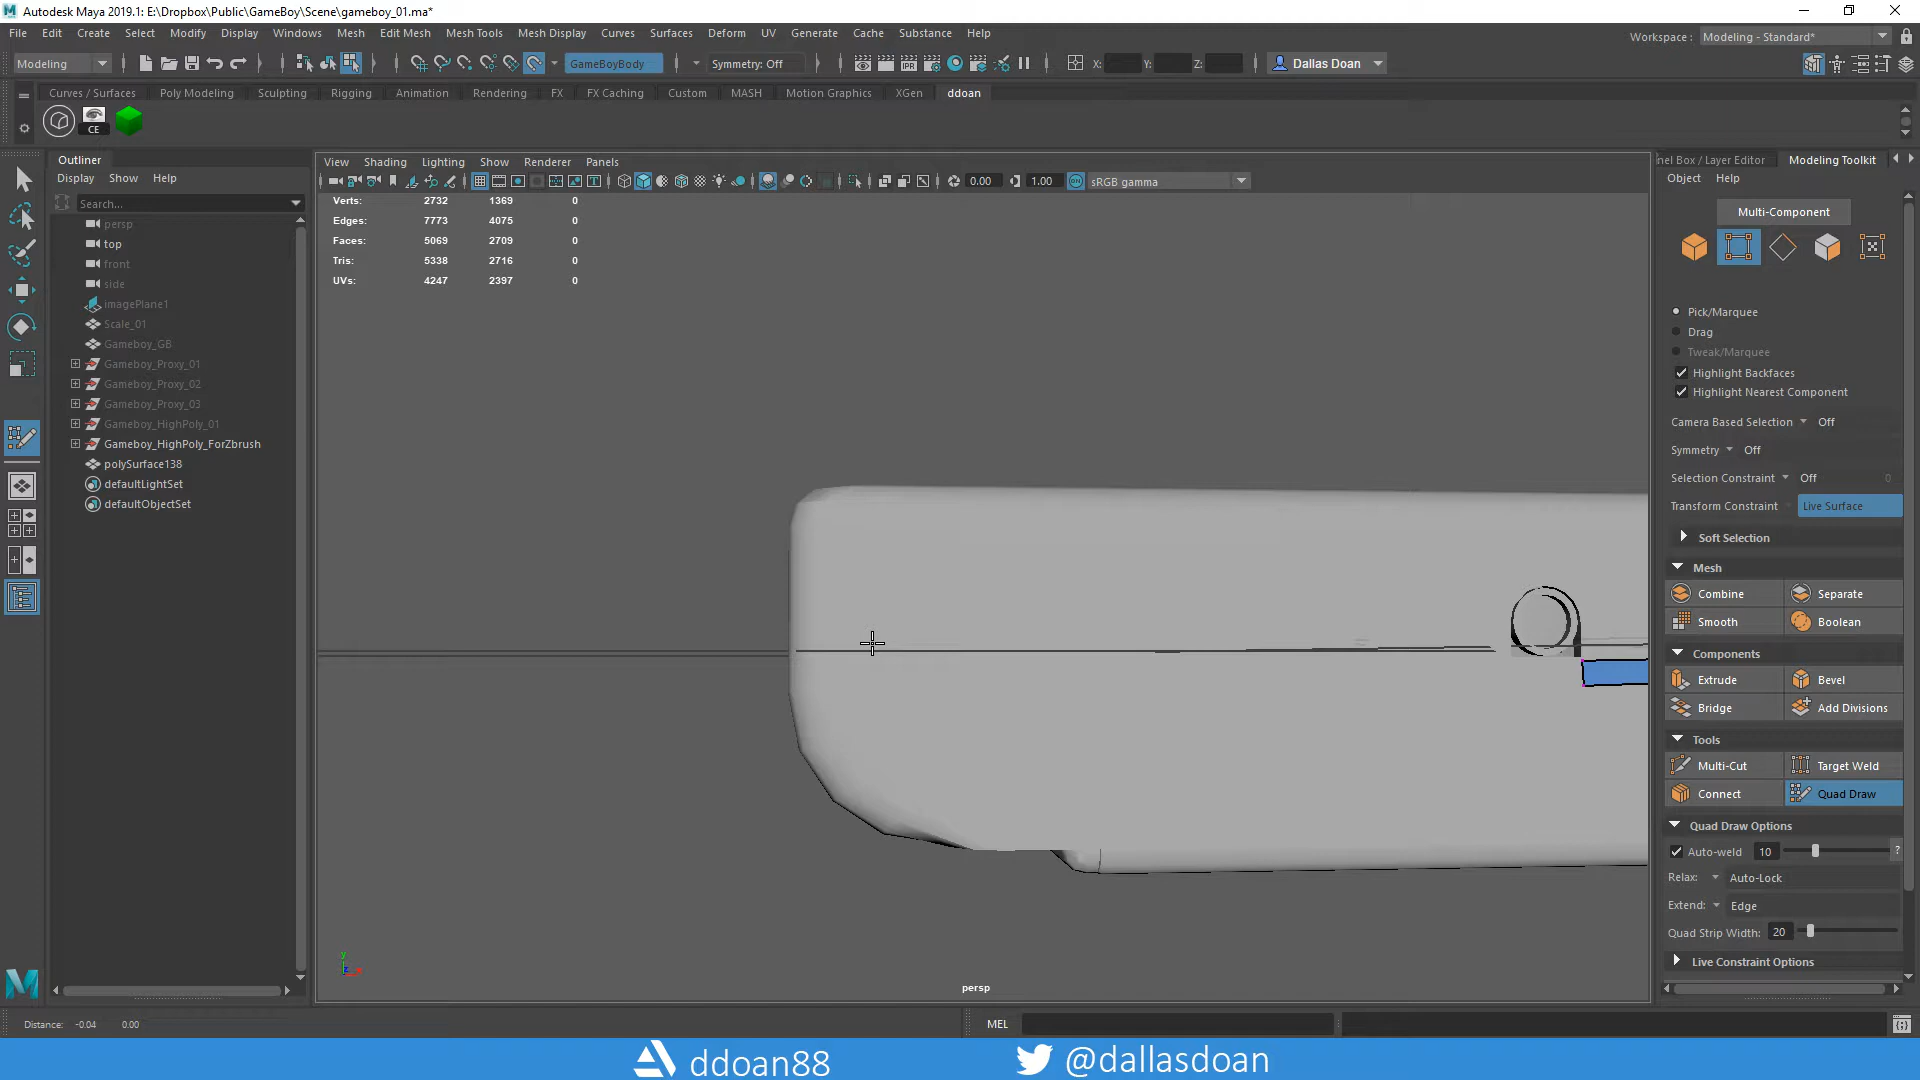 Autodesk Maya 2019.1: E:\Dropbox\Public\GameBoy\Scene\gameboy_01.ma*
File Edit Create Select Modify Display Windows Mesh Edit Mesh Mesh Tools Mesh Display Curves Surfaces Deform UV Generate Cache Substance Help
Workspace : Modeling - Standard*
Modeling GameBoyBody Symmetry: Off IPR X: Y: Z: Dallas Doan
Curves / Surfaces Poly Modeling Sculpting Rigging Animation Rendering FX FX Caching Custom MASH Motion Graphics XGen ddoan
CE
Outliner
Display Show Help
Search...
persp
top
front
side
imagePlane1
Scale_01
Gameboy_GB
Gameboy_Proxy_01
Gameboy_Proxy_02
Gameboy_Proxy_03
Gameboy_HighPoly_01
Gameboy_HighPoly_ForZbrush
polySurface138
defaultLightSet
defaultObjectSet
View Shading Lighting Show Renderer Panels
0.00 1.00 sRGB gamma
Verts: 2732 1369 0
Edges: 7773 4075 0
Faces: 5069 2709 0
Tris: 5338 2716 0
UVs: 4247 2397 0
y
persp
nel Box / Layer Editor Modeling Toolkit
Object Help
Multi-Component
Pick/Marquee
Drag
Tweak/Marquee
Highlight Backfaces
Highlight Nearest Component
Camera Based Selection Off
Symmetry Off
Selection Constraint Off 0
Transform Constraint Live Surface
Soft Selection
Mesh
Combine Separate
Smooth Boolean
Components
Extrude Bevel
Bridge Add Divisions
Tools
Multi-Cut Target Weld
Connect Quad Draw
Quad Draw Options
Auto-weld 10 ?
Relax: Auto-Lock
Extend: Edge
Quad Strip Width: 20
Live Constraint Options
Distance: -0.04 0.00
MEL
ddoan88 @dallasdoan